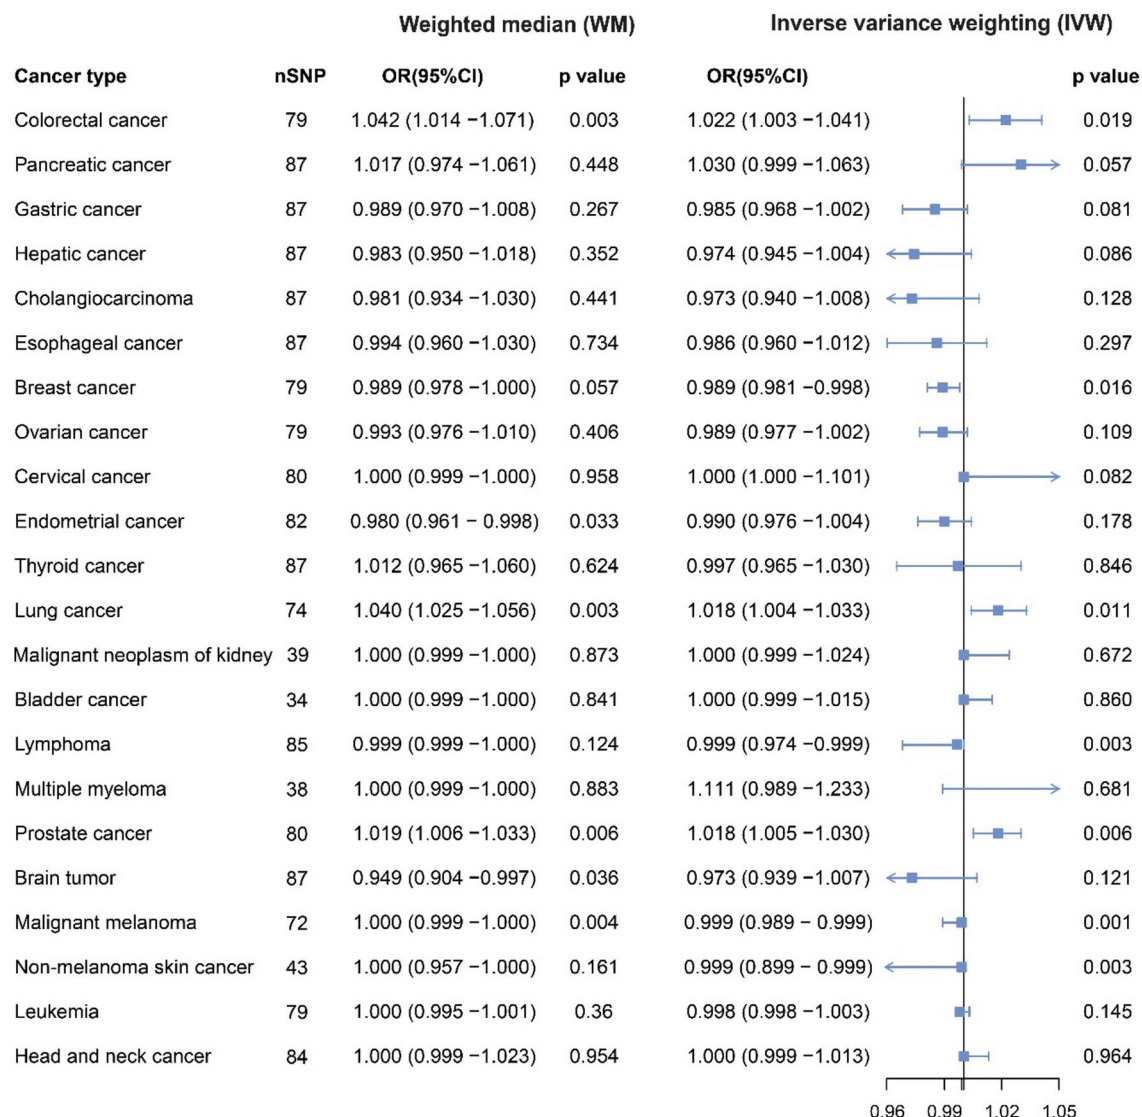 Weighted median (WM) Inverse variance weighting (IVW)
Cancer type nSNP OR(95%CI) p value OR(95%CI) p value
Colorectal cancer 79 1.042 (1.014 −1.071) 0.003 1.022 (1.003 −1.041) 0.019
Pancreatic cancer 87 1.017 (0.974 −1.061) 0.448 1.030 (0.999 −1.063) 0.057
Gastric cancer 87 0.989 (0.970 −1.008) 0.267 0.985 (0.968 −1.002) 0.081
Hepatic cancer 87 0.983 (0.950 −1.018) 0.352 0.974 (0.945 −1.004) 0.086
Cholangiocarcinoma 87 0.981 (0.934 −1.030) 0.441 0.973 (0.940 −1.008) 0.128
Esophageal cancer 87 0.994 (0.960 −1.030) 0.734 0.986 (0.960 −1.012) 0.297
Breast cancer 79 0.989 (0.978 −1.000) 0.057 0.989 (0.981 −0.998) 0.016
Ovarian cancer 79 0.993 (0.976 −1.010) 0.406 0.989 (0.977 −1.002) 0.109
Cervical cancer 80 1.000 (0.999 −1.000) 0.958 1.000 (1.000 −1.101) 0.082
Endometrial cancer 82 0.980 (0.961 − 0.998) 0.033 0.990 (0.976 −1.004) 0.178
Thyroid cancer 87 1.012 (0.965 −1.060) 0.624 0.997 (0.965 −1.030) 0.846
Lung cancer 74 1.040 (1.025 −1.056) 0.003 1.018 (1.004 −1.033) 0.011
Malignant neoplasm of kidney 39 1.000 (0.999 −1.000) 0.873 1.000 (0.999 −1.024) 0.672
Bladder cancer 34 1.000 (0.999 −1.000) 0.841 1.000 (0.999 −1.015) 0.860
Lymphoma 85 0.999 (0.999 −1.000) 0.124 0.999 (0.974 −0.999) 0.003
Multiple myeloma 38 1.000 (0.999 −1.000) 0.883 1.111 (0.989 −1.233) 0.681
Prostate cancer 80 1.019 (1.006 −1.033) 0.006 1.018 (1.005 −1.030) 0.006
Brain tumor 87 0.949 (0.904 −0.997) 0.036 0.973 (0.939 −1.007) 0.121
Malignant melanoma 72 1.000 (0.999 −1.000) 0.004 0.999 (0.989 − 0.999) 0.001
Non-melanoma skin cancer 43 1.000 (0.957 −1.000) 0.161 0.999 (0.899 − 0.999) 0.003
Leukemia 79 1.000 (0.995 −1.001) 0.36 0.998 (0.998 −1.003) 0.145
Head and neck cancer 84 1.000 (0.999 −1.023) 0.954 1.000 (0.999 −1.013) 0.964
0.96 0.99 1.02 1.05